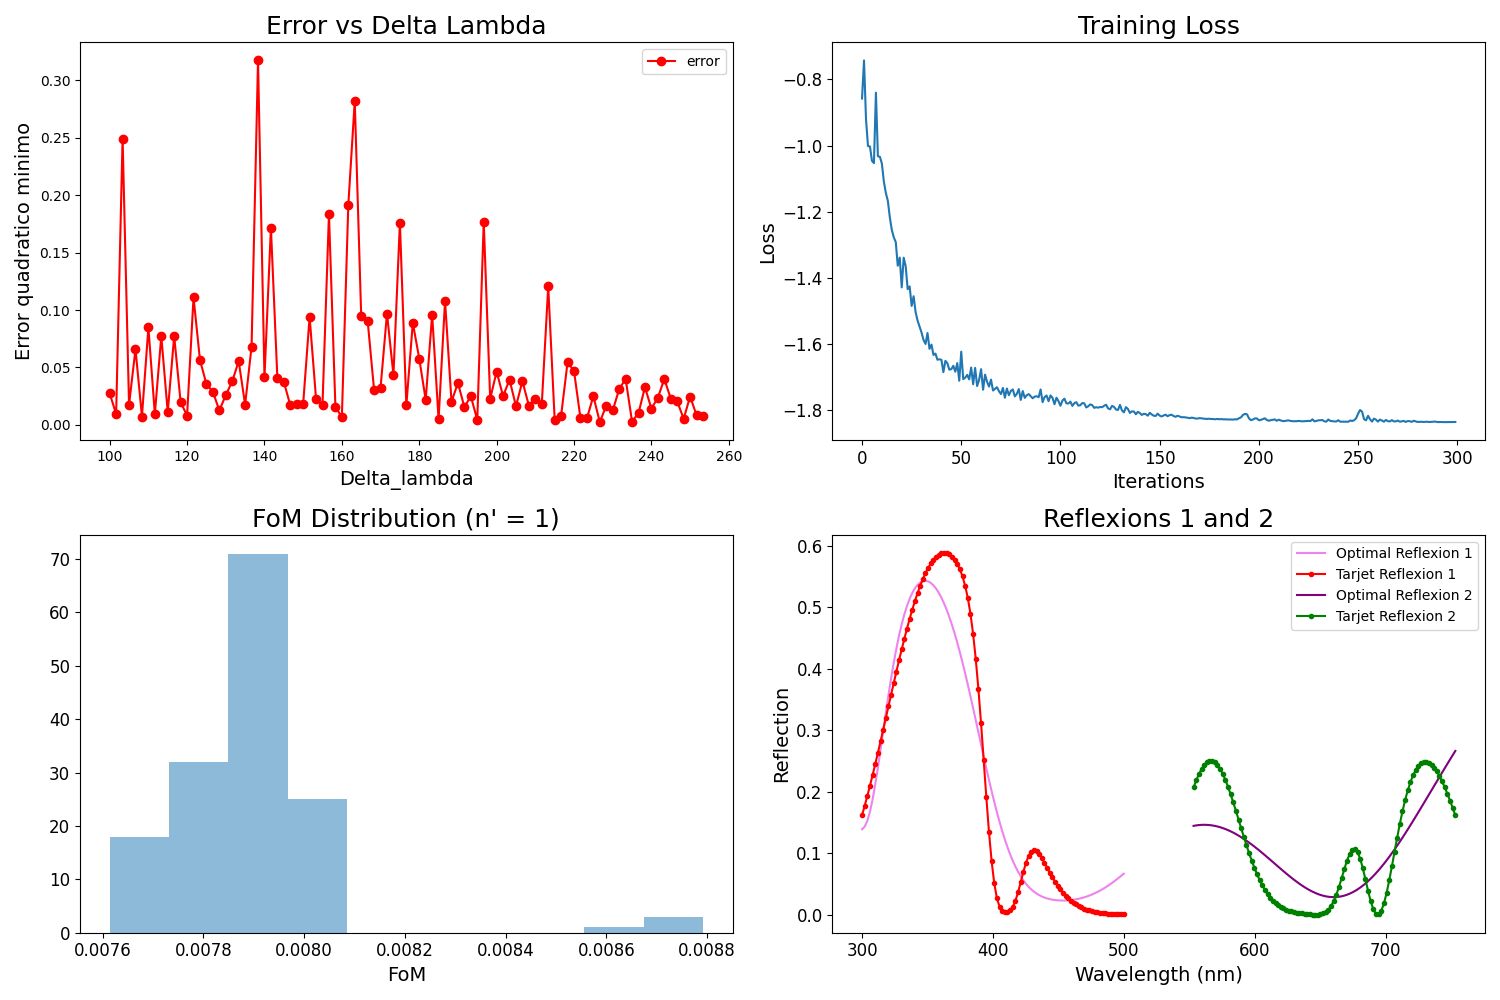 Error vs Delta Lambda
error
Error quadratico minimo
0.30
0.25
0.20
0.15
0.10
0.05
0.00
100 120 140 160 180 200 220 240 260
Delta_lambda
Training Loss
Loss
−0.8
−1.0
−1.2
−1.4
−1.6
−1.8
0 50 100 150 200 250 300
Iterations
FoM Distribution (n' = 1)
70
60
50
40
30
20
10
0
0.0076 0.0078 0.0080 0.0082 0.0084 0.0086 0.0088
FoM
Reflexions 1 and 2
Optimal Reflexion 1
Tarjet Reflexion 1
Optimal Reflexion 2
Tarjet Reflexion 2
Reflection
0.6
0.5
0.4
0.3
0.2
0.1
0.0
300 400 500 600 700
Wavelength (nm)